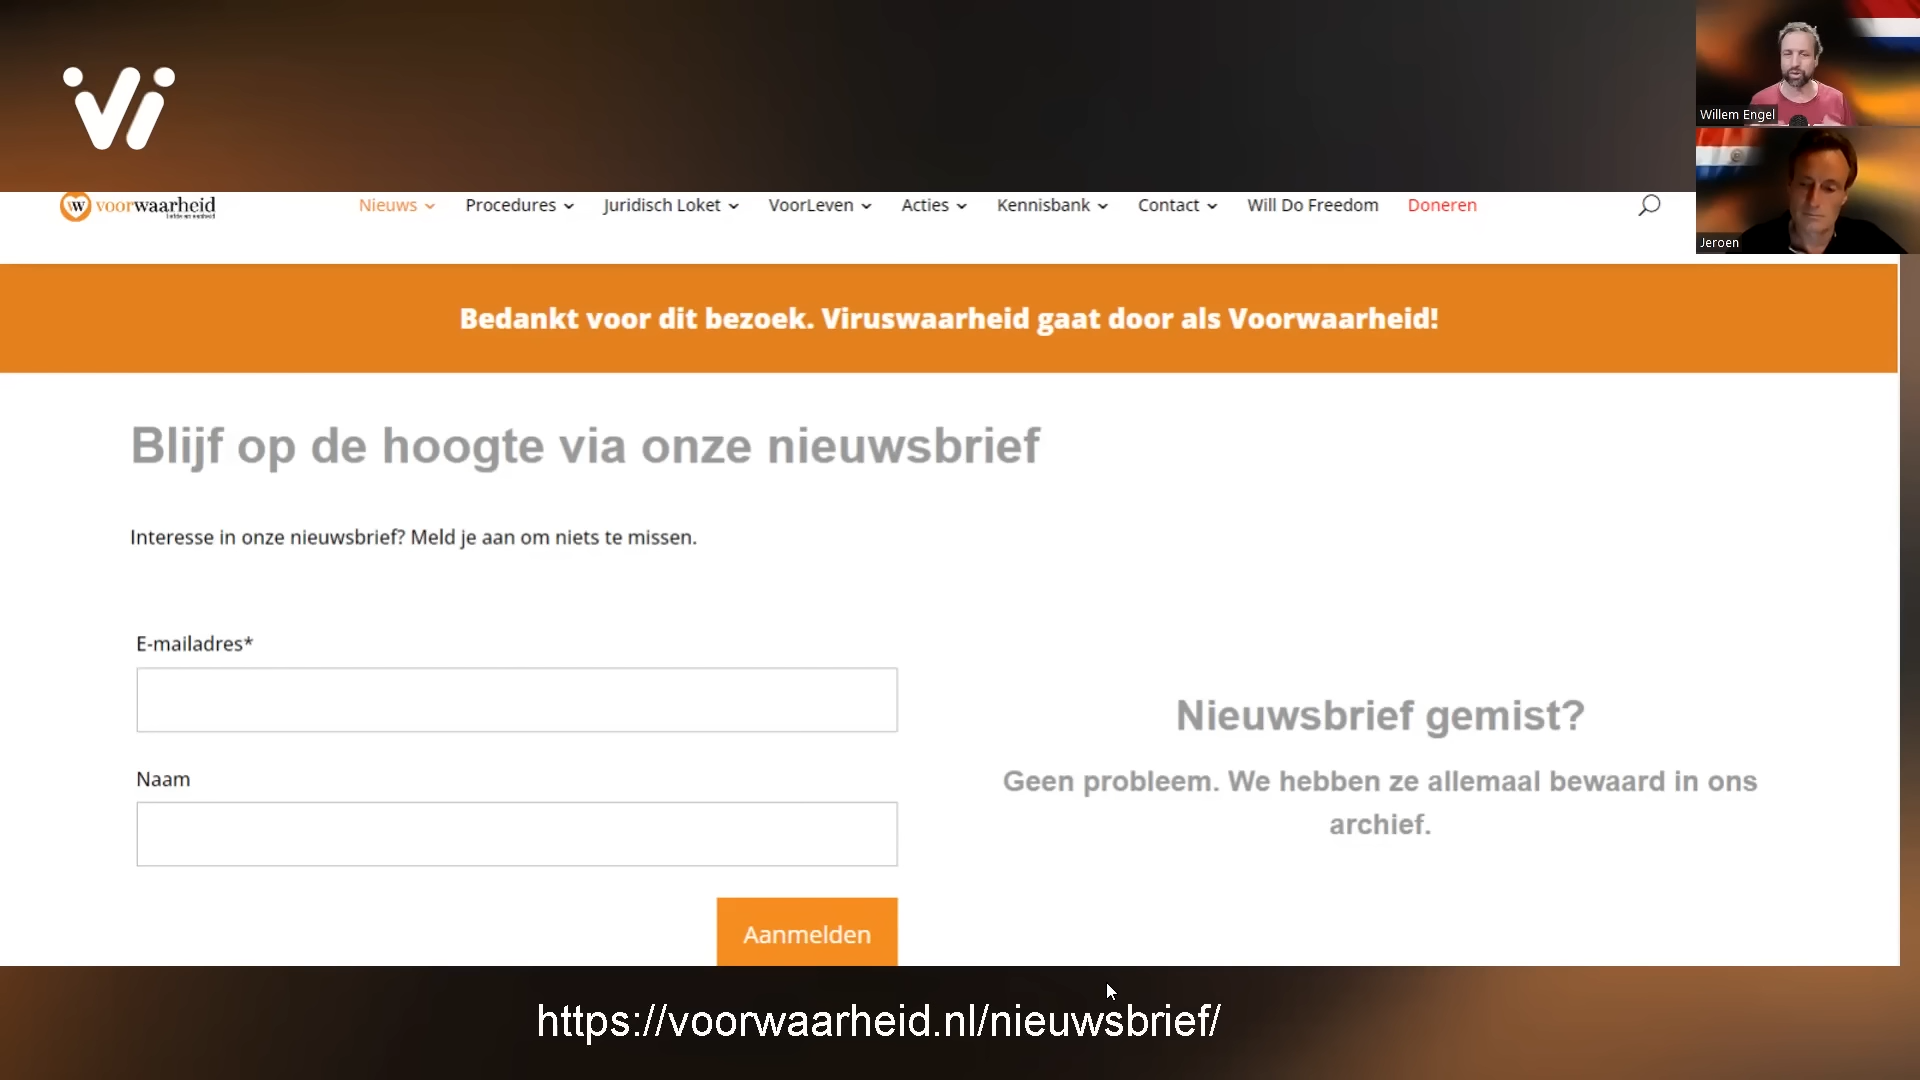 Vi
Willem Engel
Jeroen
W voorwaarheid
Nieuws
Procedures
Juridisch Loket
VoorLeven
Acties
Kennisbank
Contact
Will Do Freedom
Doneren
Bedankt voor dit bezoek. Viruswaarheid gaat door als Voorwaarheid!
Blijf op de hoogte via onze nieuwsbrief
Interesse in onze nieuwsbrief? Meld je aan om niets te missen.
E-mailadres*
Naam
Aanmelden
Nieuwsbrief gemist?
Geen probleem. We hebben ze allemaal bewaard in ons
archief.
https://voorwaarheid.nl/nieuwsbrief/